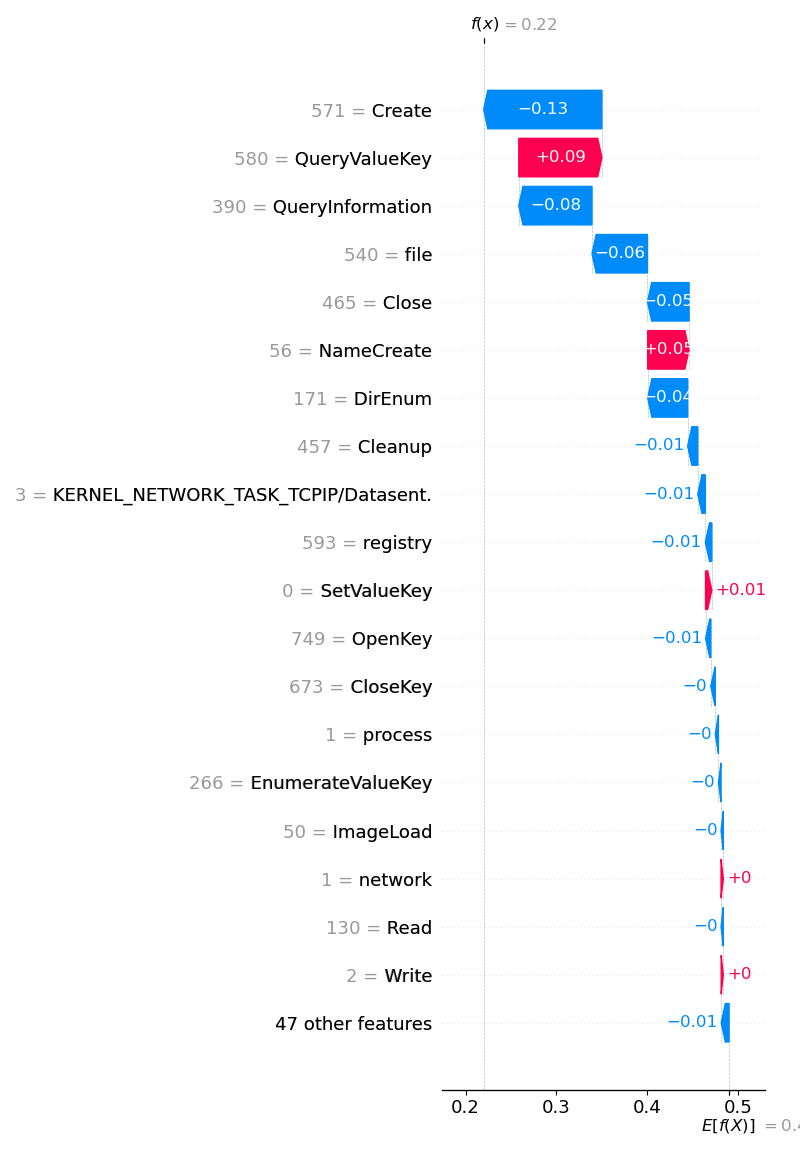 f(x) = 0.22
571 = Create −0.13
580 = QueryValueKey +0.09
390 = QueryInformation −0.08
540 = file −0.06
465 = Close −0.05
56 = NameCreate +0.05
171 = DirEnum −0.04
457 = Cleanup −0.01
3 = KERNEL_NETWORK_TASK_TCPIP/Datasent. −0.01
593 = registry −0.01
0 = SetValueKey +0.01
749 = OpenKey −0.01
673 = CloseKey −0
1 = process −0
266 = EnumerateValueKey −0
50 = ImageLoad −0
1 = network +0
130 = Read −0
2 = Write +0
47 other features −0.01
0.2 0.3 0.4 0.5
E[f(X)] = 0.4